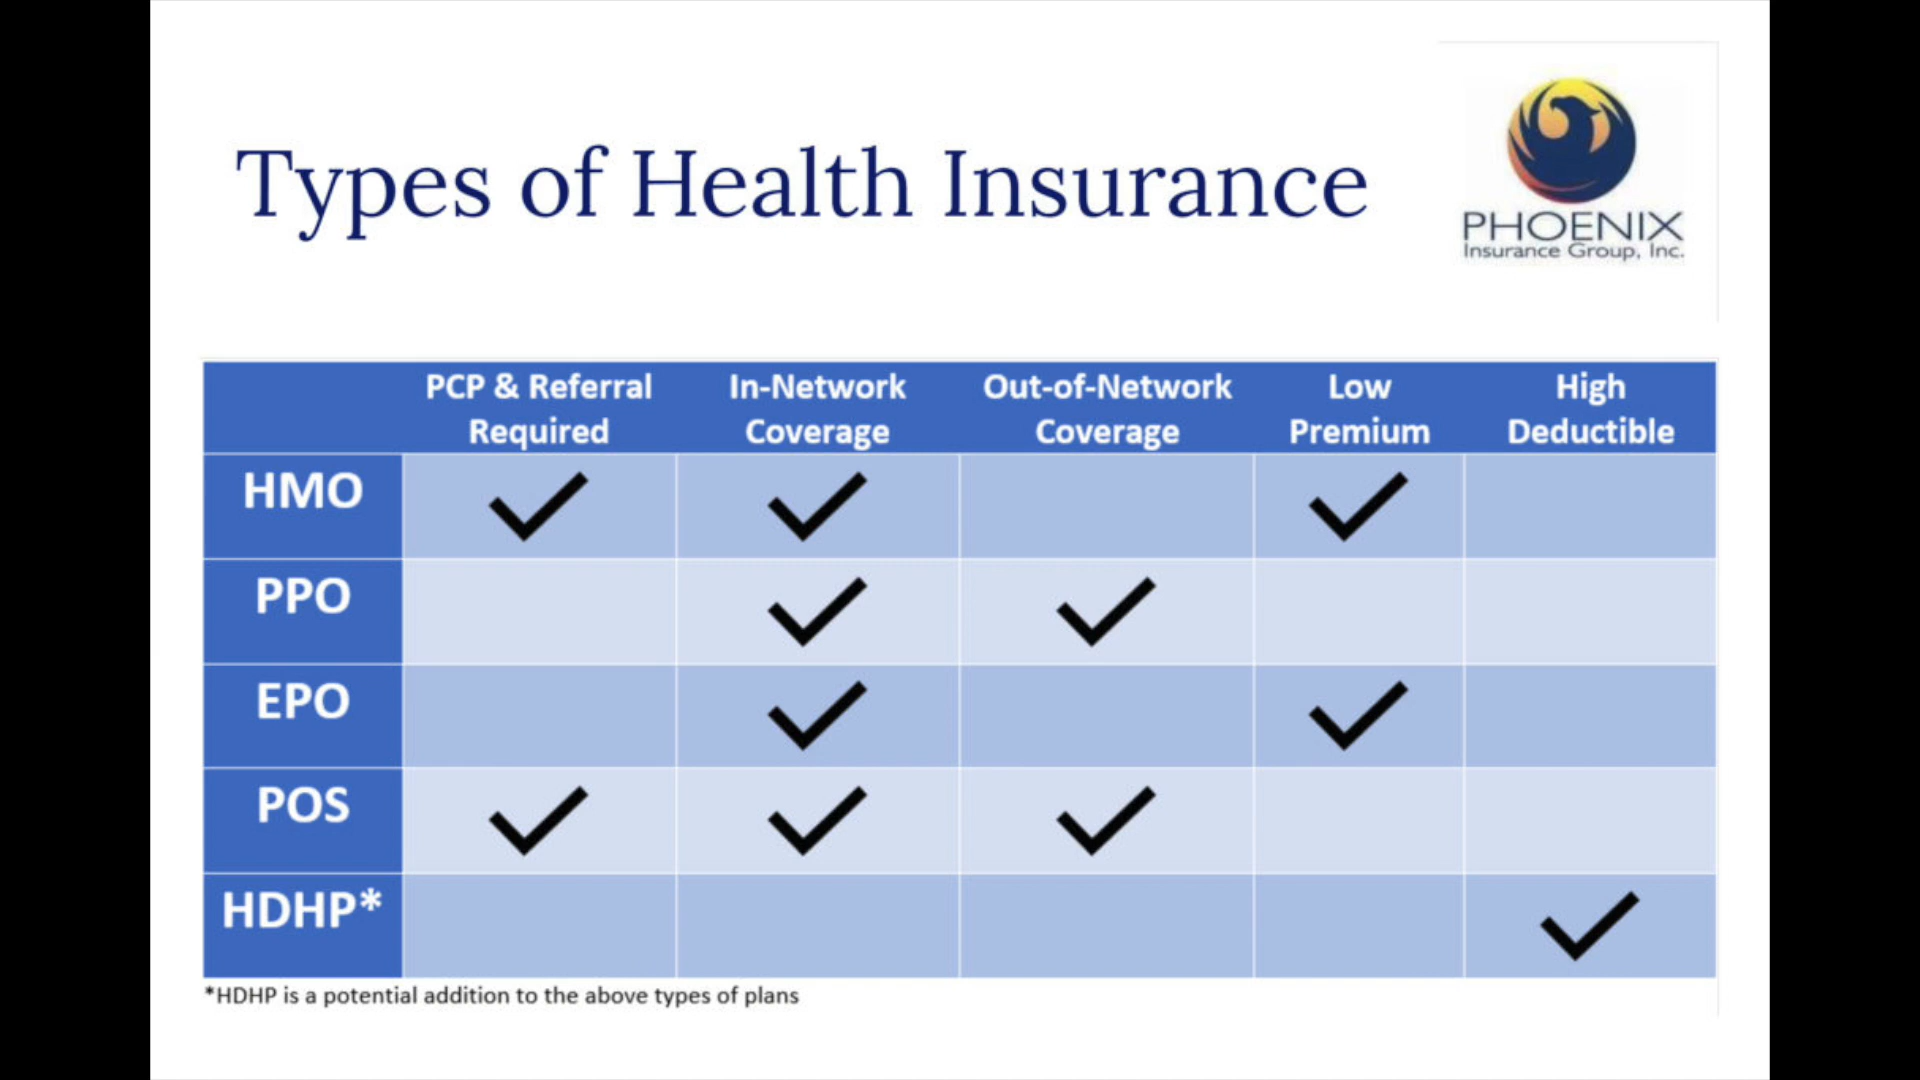 Types of Health Insurance
PHOENIX
Insurance Group, Inc.
PCP & Referral Required
In-Network Coverage
Out-of-Network Coverage
Low Premium
High Deductible
HMO
PPO
EPO
POS
HDHP*
*HDHP is a potential addition to the above types of plans